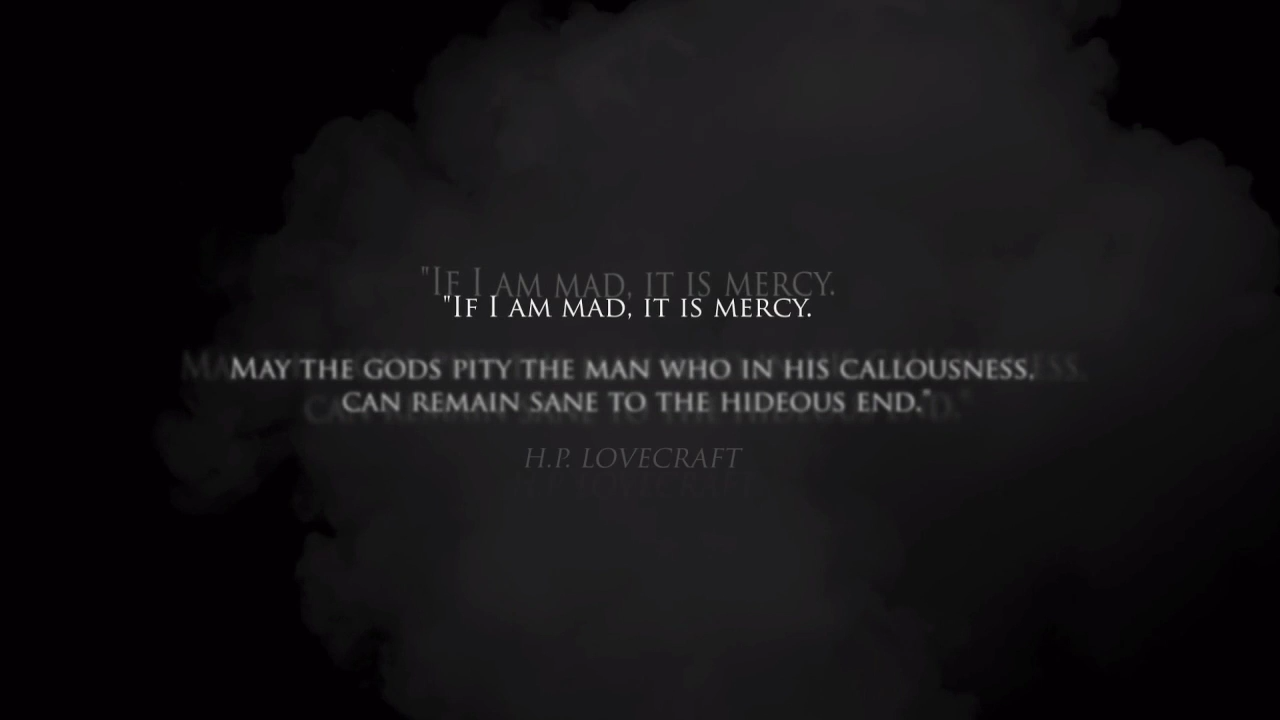 "If I am mad, it is mercy.
May the gods pity the man who in his callousness,
can remain sane to the hideous end."
H.P. Lovecraft